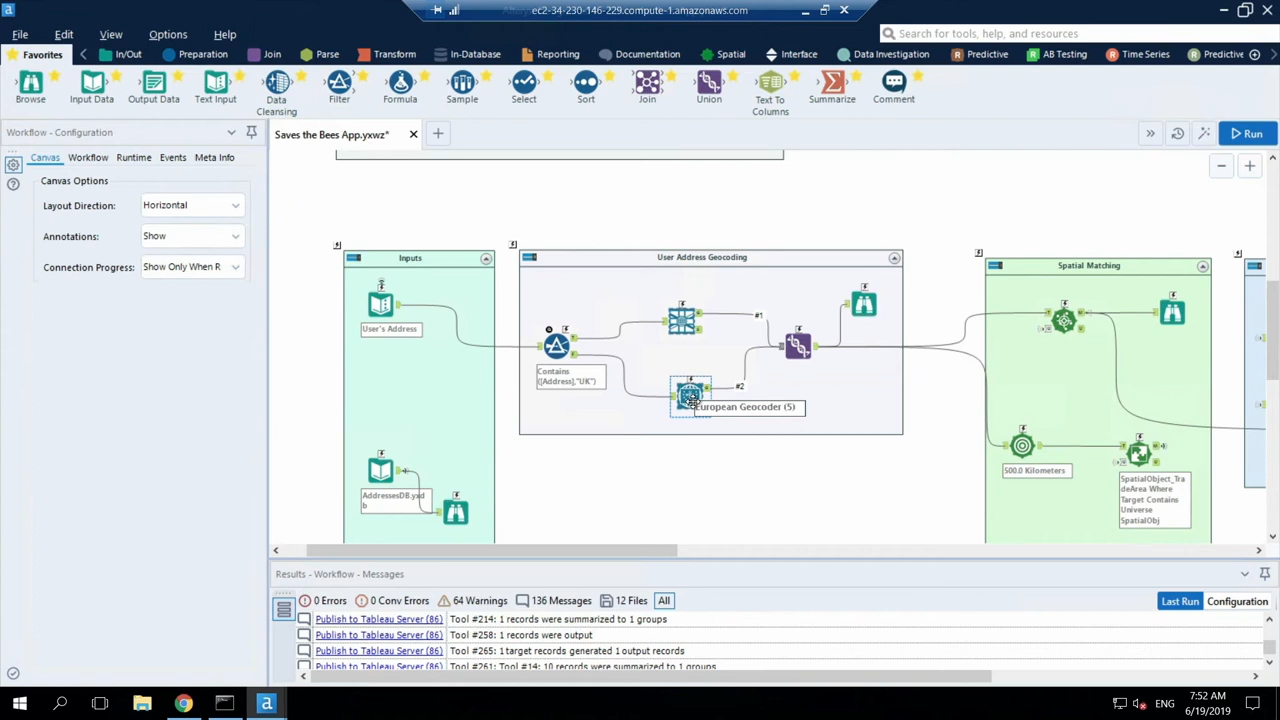 ec2-34-230-146-229.compute-1.amazonaws.com
File Edit View Options Help
Search for tools, help, and resources
Favorites In/Out Preparation Join Parse Transform In-Database Reporting Documentation Spatial Interface Data Investigation Predictive AB Testing Time Series Predictive
Browse Input Data Output Data Text Input Data Cleansing Filter Formula Sample Select Sort Join Union Text To Columns Summarize Comment
Workflow - Configuration
Saves the Bees App.yxwz*
Run
Canvas Workflow Runtime Events Meta Info
Canvas Options
Layout Direction: Horizontal
Annotations: Show
Connection Progress: Show Only When R
Inputs
User's Address
AddressesDB.yxd
b
User Address Geocoding
Contains
([Address],"UK")
#1
#2
European Geocoder (5)
Spatial Matching
500.0 Kilometers
SpatialObject_Tra
deArea Where
Target Contains
Universe
SpatialObj
Results - Workflow - Messages
0 Errors 0 Conv Errors 64 Warnings 136 Messages 12 Files All
Last Run Configuration
Publish to Tableau Server (86) Tool #214: 1 records were summarized to 1 groups
Publish to Tableau Server (86) Tool #258: 1 records were output
Publish to Tableau Server (86) Tool #265: 1 target records generated 1 output records
Publish to Tableau Server (86) Tool #261: Tool #14: 10 records were summarized to 1 groups
ENG
7:52 AM
6/19/2019